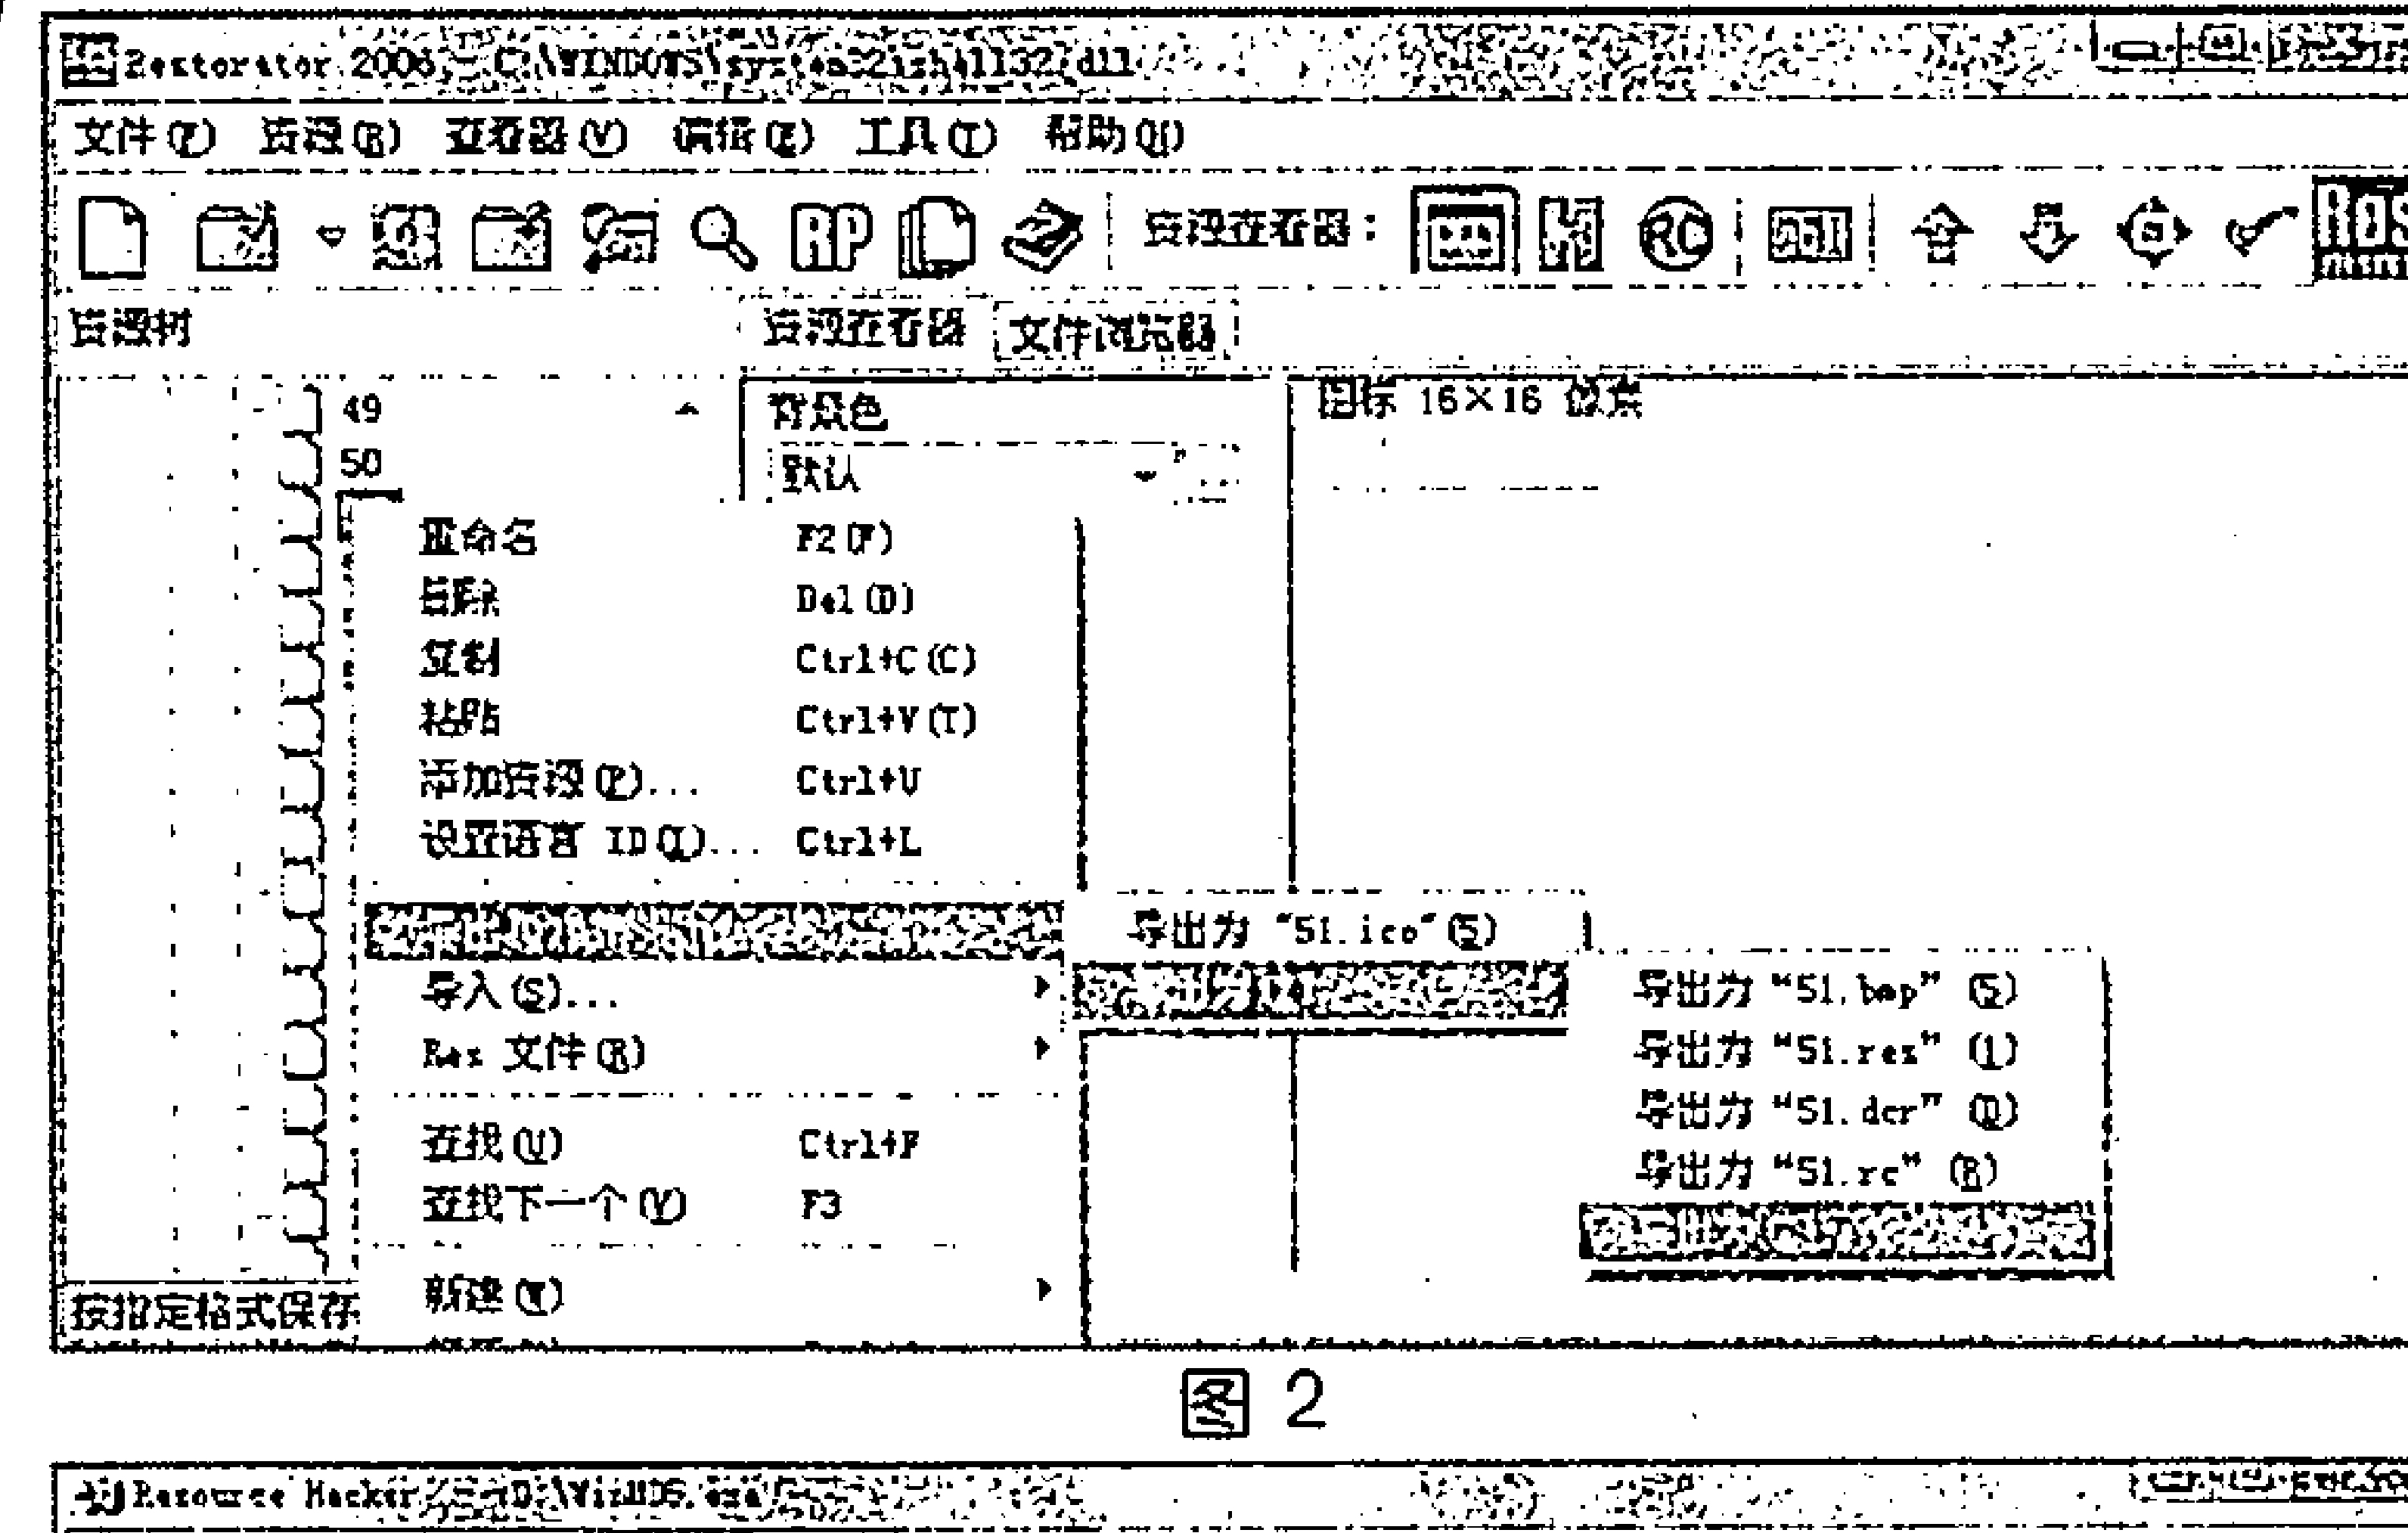 Restorator 2006 - C:\WINDOWS\system32\shell32.dll
文件(F) 资源(R) 查看器(V) 编辑(E) 工具(T) 帮助(H)
RP 资源查看器: RC
资源树 资源查看器 文件浏览器
49
50
背景色
默认
图标 16×16 像素
重命名 F2(F)
删除 Del(D)
复制 Ctrl+C(C)
粘贴 Ctrl+V(T)
添加资源(P)... Ctrl+U
设置语言 ID(I)... Ctrl+L
导出为 "51.ico"(S)
导入(S)...
导出为 "51.bmp" (S)
Res 文件(R)
导出为 "51.res" (1)
导出为 "51.dcr" (D)
查找(U) Ctrl+F
导出为 "51.rc" (R)
查找下一个(V) F3
新建(W)
按指定格式保存
图 2
Resource Hacker